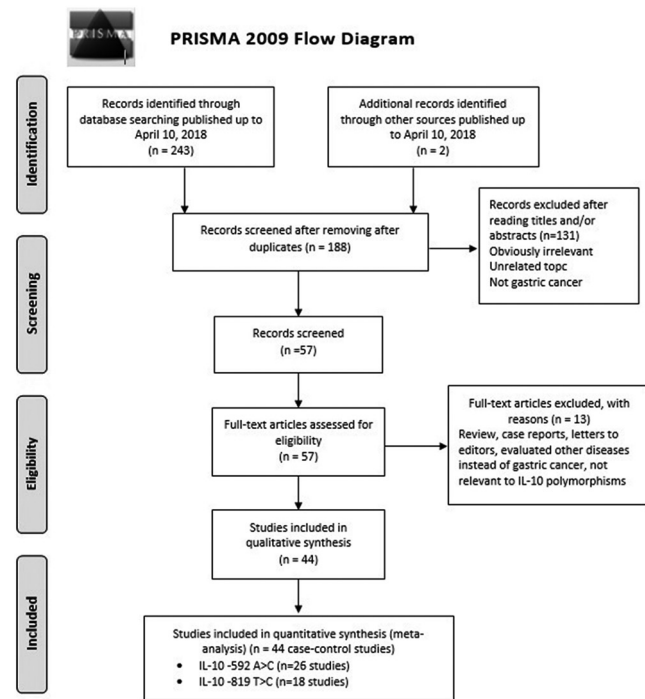 PRISMA
PRISMA 2009 Flow Diagram
Identification
Records identified through
database searching published up to
April 10, 2018
(n = 243)
Additional records identified
through other sources published up
to April 10, 2018
(n = 2)
Records screened after removing after
duplicates (n = 188)
Records excluded after
reading titles and/or
abstracts (n=131)
Obviously irrelevant
Unrelated topc
Not gastric cancer
Screening
Records screened
(n =57)
Eligibility
Full-text articles assessed for
eligibility
(n = 57)
Full-text articles excluded, with
reasons (n = 13)
Review, case reports, letters to
editors, evaluated other diseases
instead of gastric cancer, not
relevant to IL-10 polymorphisms
Studies included in
qualitative synthesis
(n = 44)
Included
Studies included in quantitative synthesis (meta-
analysis) (n = 44 case-control studies)
• IL-10 -592 A>C (n=26 studies)
• IL-10 -819 T>C (n=18 studies)